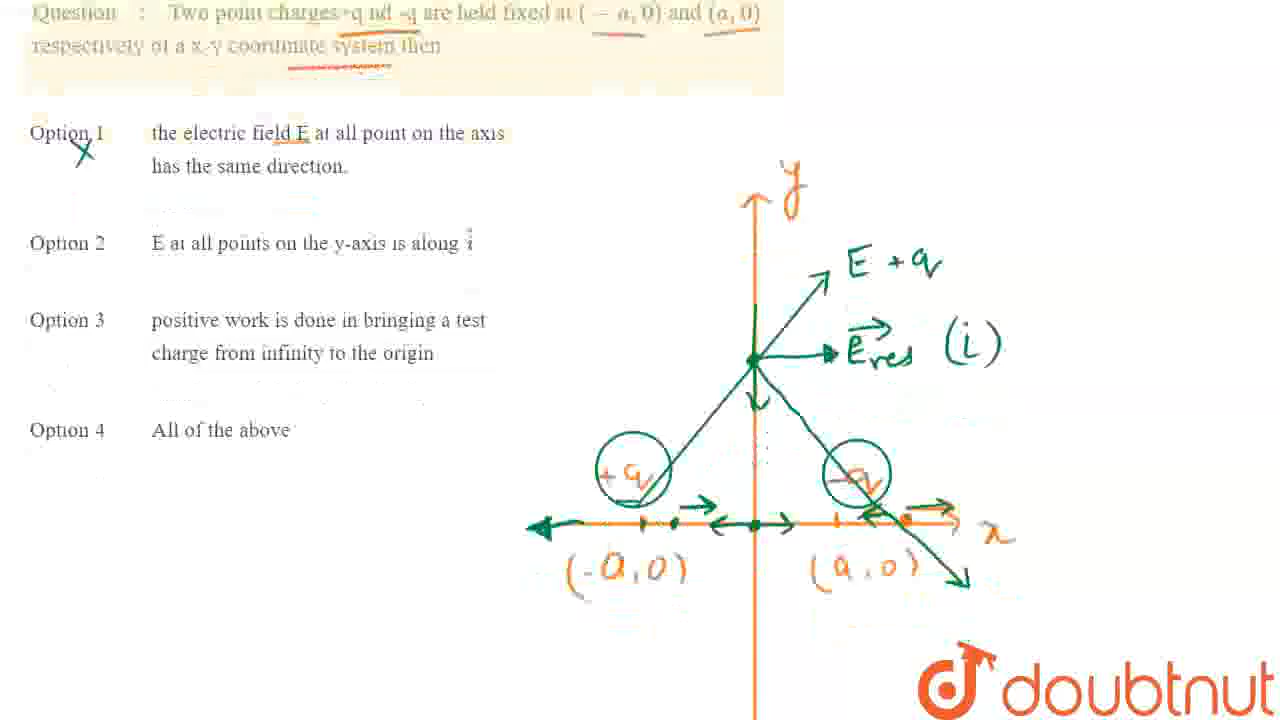 Question : Two point charges+q nd -q are held fixed at (−a, 0) and (a, 0)
respectively of a x-y coordinate system then
Option 1 the electric field E at all point on the axis
has the same direction.
Option 2 E at all points on the y-axis is along î
Option 3 positive work is done in bringing a test
charge from infinity to the origin
Option 4 All of the above
y
E +q
E⃗res (i)
+q -q
x
(-a,0) (a,0)
doubtnut